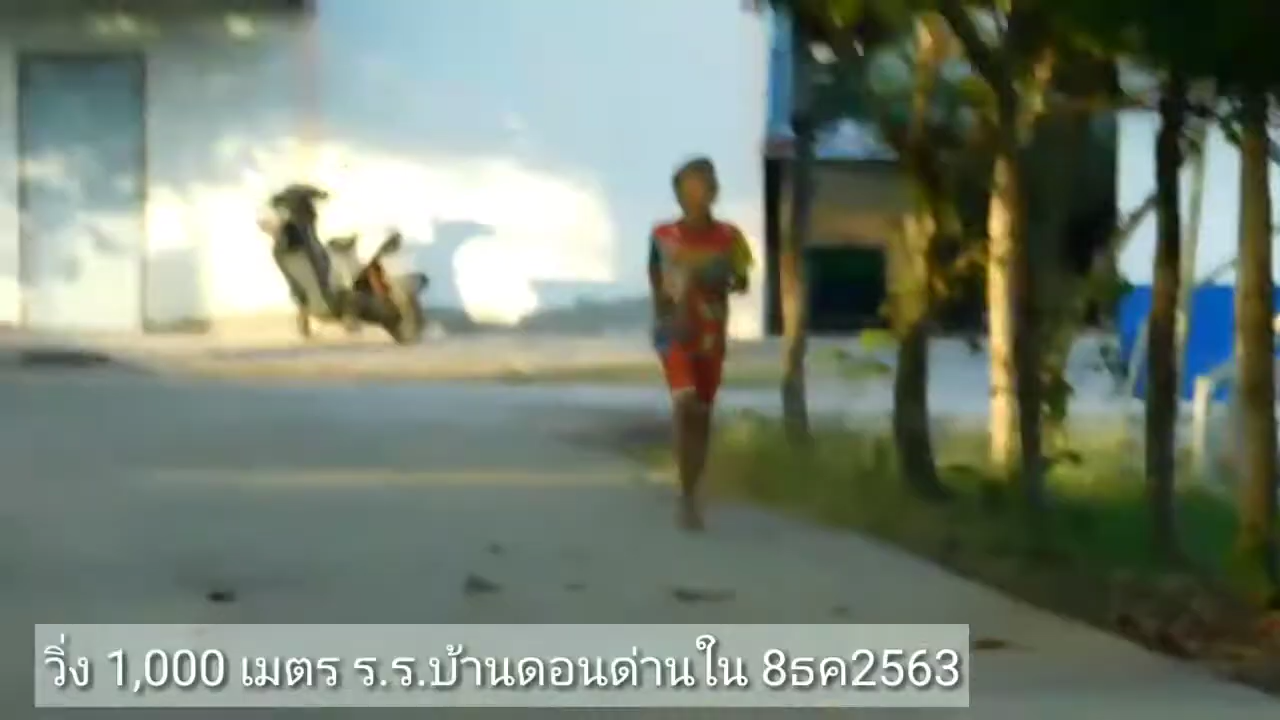 วิ่ง 1,000 เมตร ร.ร.บ้านดอนด่านใน 8ธค2563